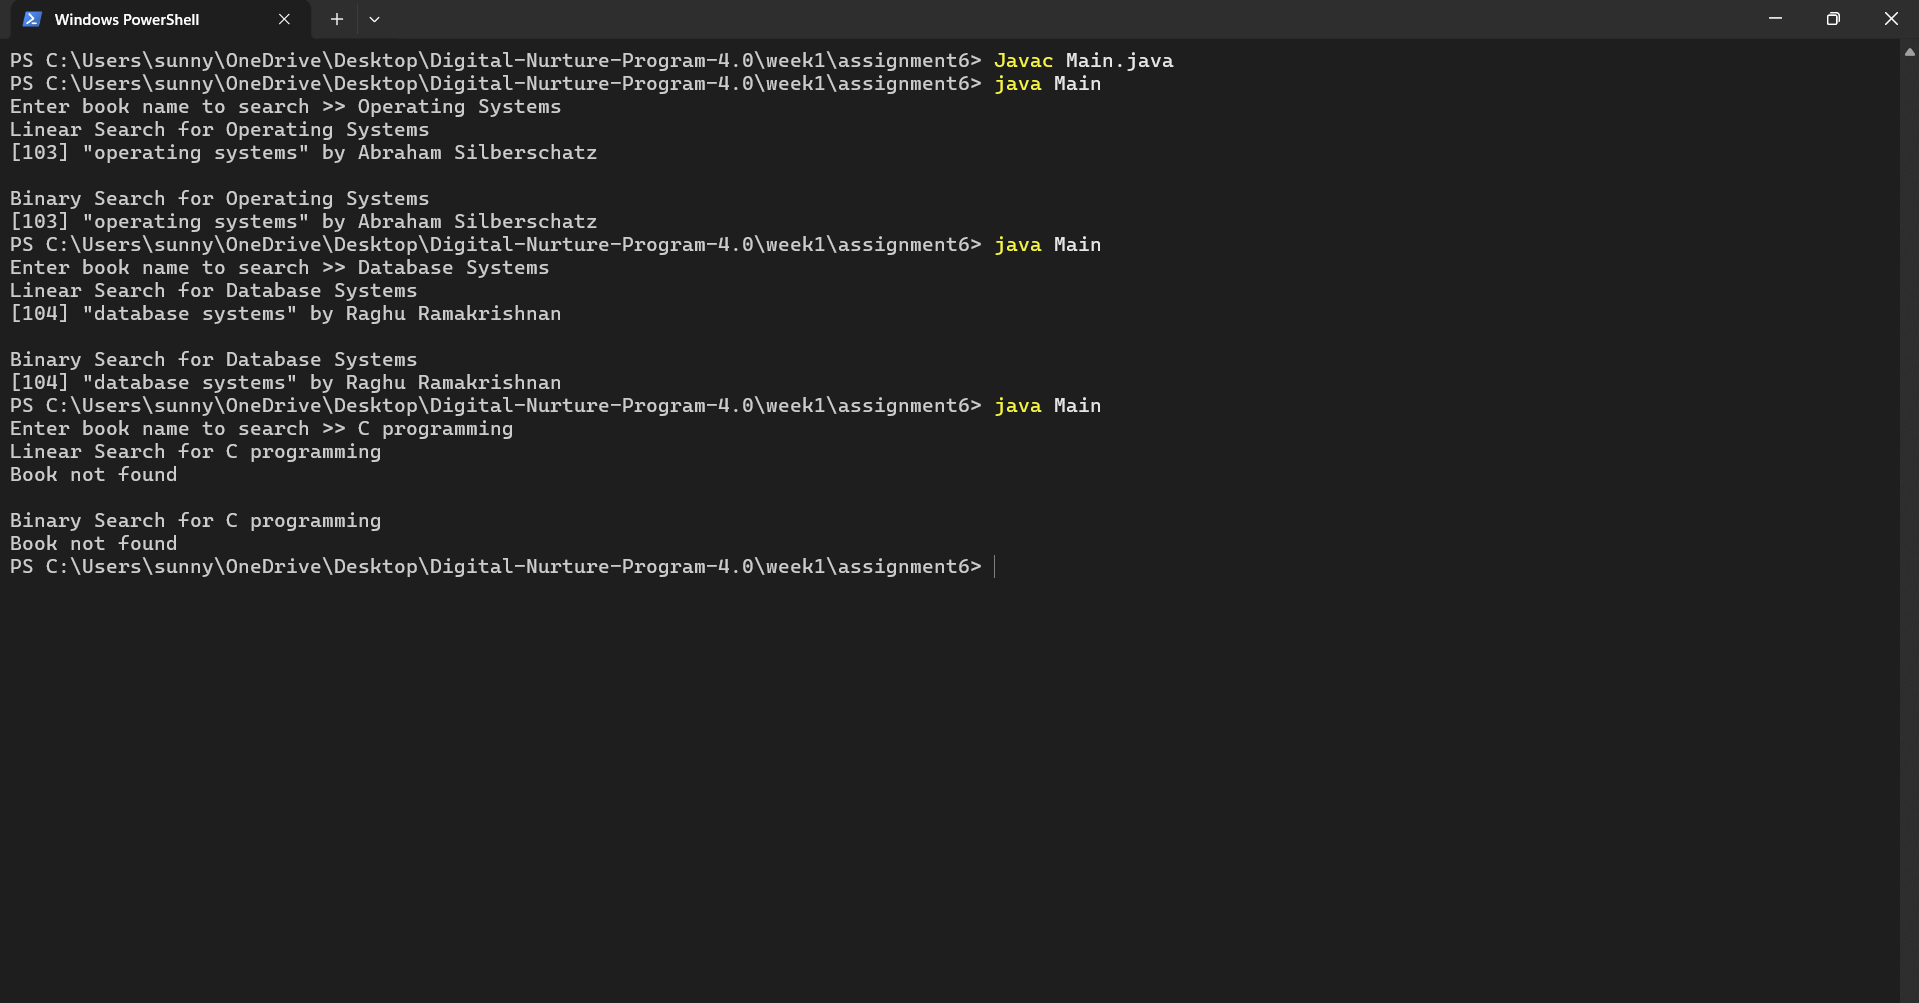 Windows PowerShell
PS C:\Users\sunny\OneDrive\Desktop\Digital-Nurture-Program-4.0\week1\assignment6> Javac Main.java
PS C:\Users\sunny\OneDrive\Desktop\Digital-Nurture-Program-4.0\week1\assignment6> java Main
Enter book name to search >> Operating Systems
Linear Search for Operating Systems
[103] "operating systems" by Abraham Silberschatz

Binary Search for Operating Systems
[103] "operating systems" by Abraham Silberschatz
PS C:\Users\sunny\OneDrive\Desktop\Digital-Nurture-Program-4.0\week1\assignment6> java Main
Enter book name to search >> Database Systems
Linear Search for Database Systems
[104] "database systems" by Raghu Ramakrishnan

Binary Search for Database Systems
[104] "database systems" by Raghu Ramakrishnan
PS C:\Users\sunny\OneDrive\Desktop\Digital-Nurture-Program-4.0\week1\assignment6> java Main
Enter book name to search >> C programming
Linear Search for C programming
Book not found

Binary Search for C programming
Book not found
PS C:\Users\sunny\OneDrive\Desktop\Digital-Nurture-Program-4.0\week1\assignment6>